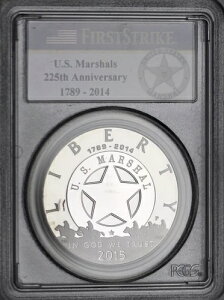 FIRSTSTRIKE
U.S. Marshals
225th Anniversary
1789 - 2014
LIBERTY
1789-2014
U.S. MARSHAL
IN GOD WE TRUST
2015
PCGS